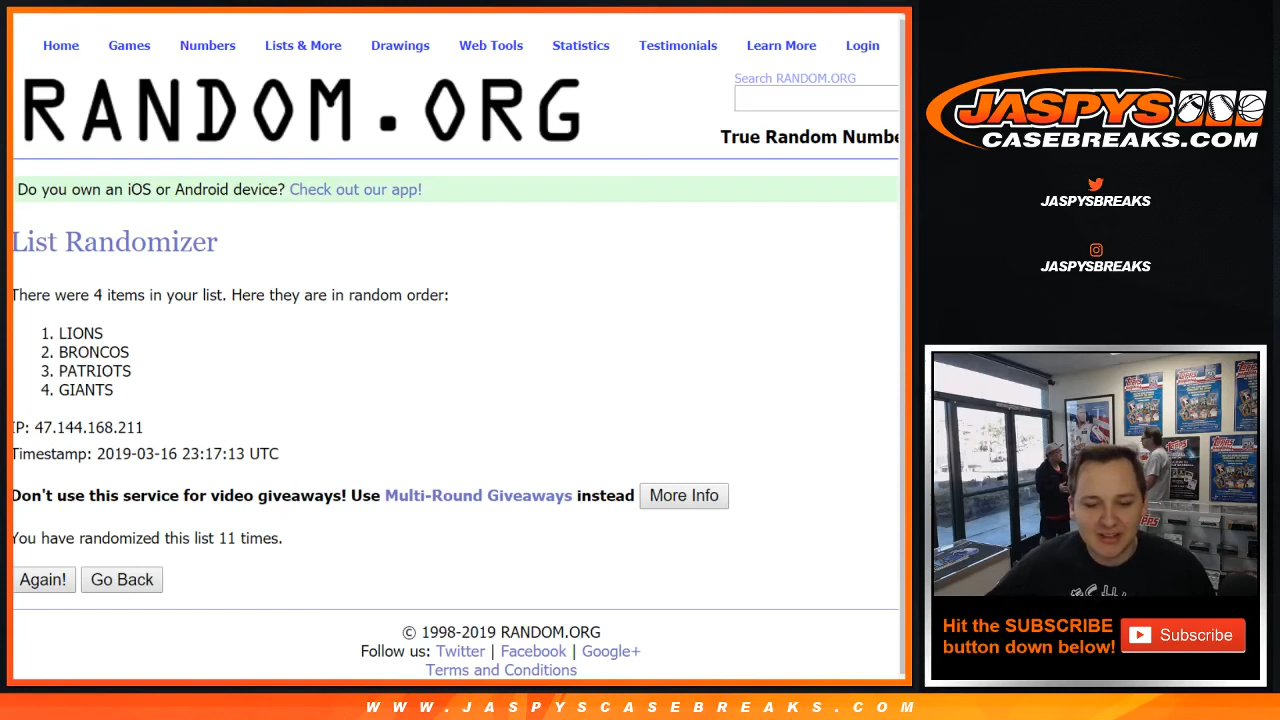 Home Games Numbers Lists & More Drawings Web Tools Statistics Testimonials Learn More Login
RANDOM.ORG
Search RANDOM.ORG
True Random Numbe
Do you own an iOS or Android device? Check out our app!
List Randomizer
There were 4 items in your list. Here they are in random order:
1. LIONS
2. BRONCOS
3. PATRIOTS
4. GIANTS
IP: 47.144.168.211
Timestamp: 2019-03-16 23:17:13 UTC
Don't use this service for video giveaways! Use Multi-Round Giveaways instead More Info
You have randomized this list 11 times.
Again! Go Back
© 1998-2019 RANDOM.ORG
Follow us: Twitter | Facebook | Google+
Terms and Conditions
JASPYS
CASEBREAKS.COM
JASPYSBREAKS
JASPYSBREAKS
Hit the SUBSCRIBE
button down below!
Subscribe
WWW.JASPYSCASEBREAKS.COM